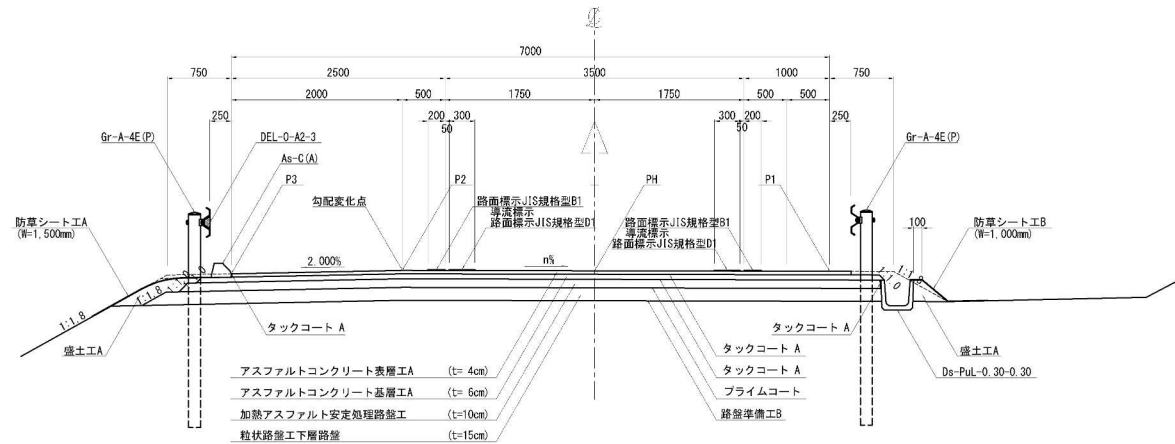 7000
750 2500 3500 1000 750
2000 500 1750 1750 500 500
250 200 300 300 200 250
50 50
Gr-A-4E(P)
DEL-O-A2-3
As-C(A)
P3
P2
PH
P1
Gr-A-4E(P)
勾配変化点
路面標示JIS規格型B1
導流標示
路面標示JIS規格型D1
路面標示JIS規格型B1
導流標示
路面標示JIS規格型D1
防草シート工A
(W=1,500mm)
100
防草シート工B
(W=1,000mm)
2.000%
n%
1:1.8
1:1.8
1:1.0
1:1.8
1:0
盛土工A
タックコート A
タックコート A
盛土工A
Ds-PuL-0.30-0.30
アスファルトコンクリート表層工A (t= 4cm)
アスファルトコンクリート基層工A (t= 6cm)
加熱アスファルト安定処理路盤工 (t=10cm)
粒状路盤工下層路盤 (t=15cm)
タックコート A
タックコート A
プライムコート
路盤準備工B